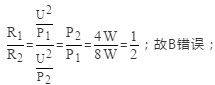 R₁/R₂ = (U²/P₁)/(U²/P₂) = P₂/P₁ = 4W/8W = 1/2；故B错误；